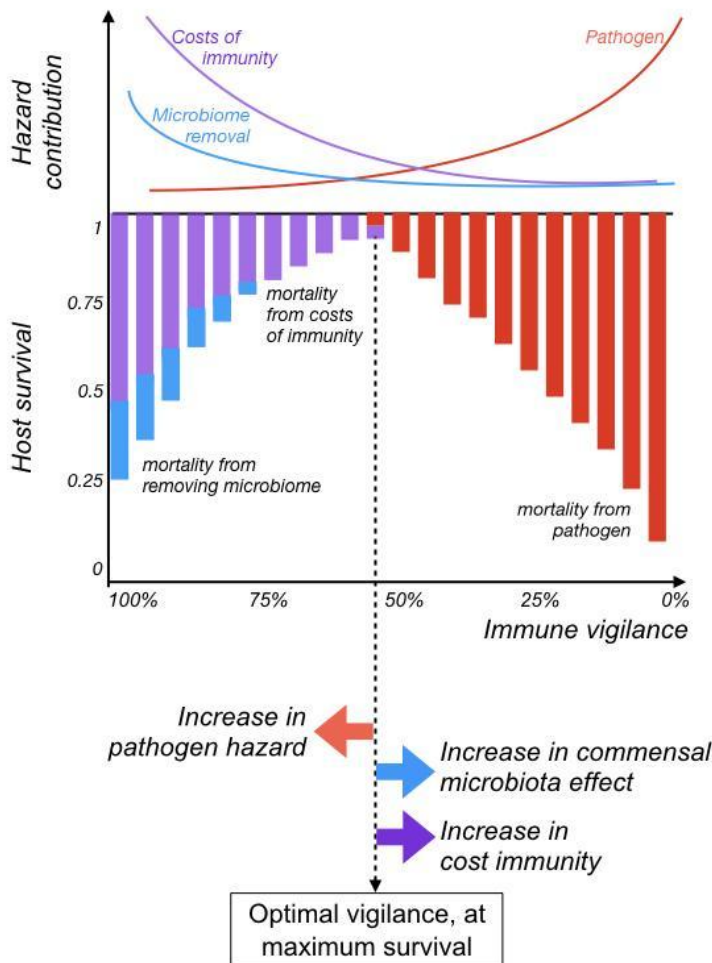 Hazard
contribution
Costs of
immunity
Pathogen
Microbiome
removal
Host survival
1
0.75
0.5
0.25
0
mortality
from costs
of immunity
mortality from
removing microbiome
mortality from
pathogen
100%
75%
50%
25%
0%
Immune vigilance
Increase in
pathogen hazard
Increase in commensal
microbiota effect
Increase in
cost immunity
Optimal vigilance, at
maximum survival